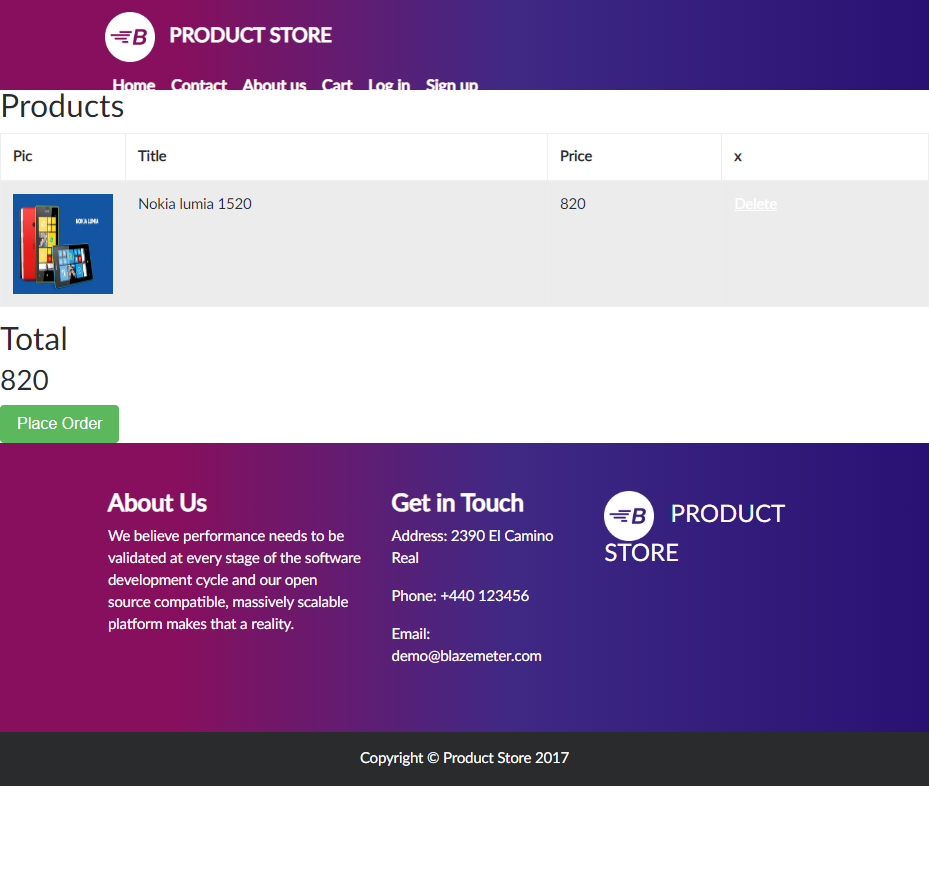 B PRODUCT STORE
Home Contact About us Cart Log in Sign up
Products
Pic Title Price x
NOKIA LUMIA
Nokia lumia 1520 820 Delete
Total
820
Place Order
About Us
We believe performance needs to be
validated at every stage of the software
development cycle and our open
source compatible, massively scalable
platform makes that a reality.
Get in Touch
Address: 2390 El Camino
Real
Phone: +440 123456
Email:
demo@blazemeter.com
B PRODUCT
STORE
Copyright © Product Store 2017